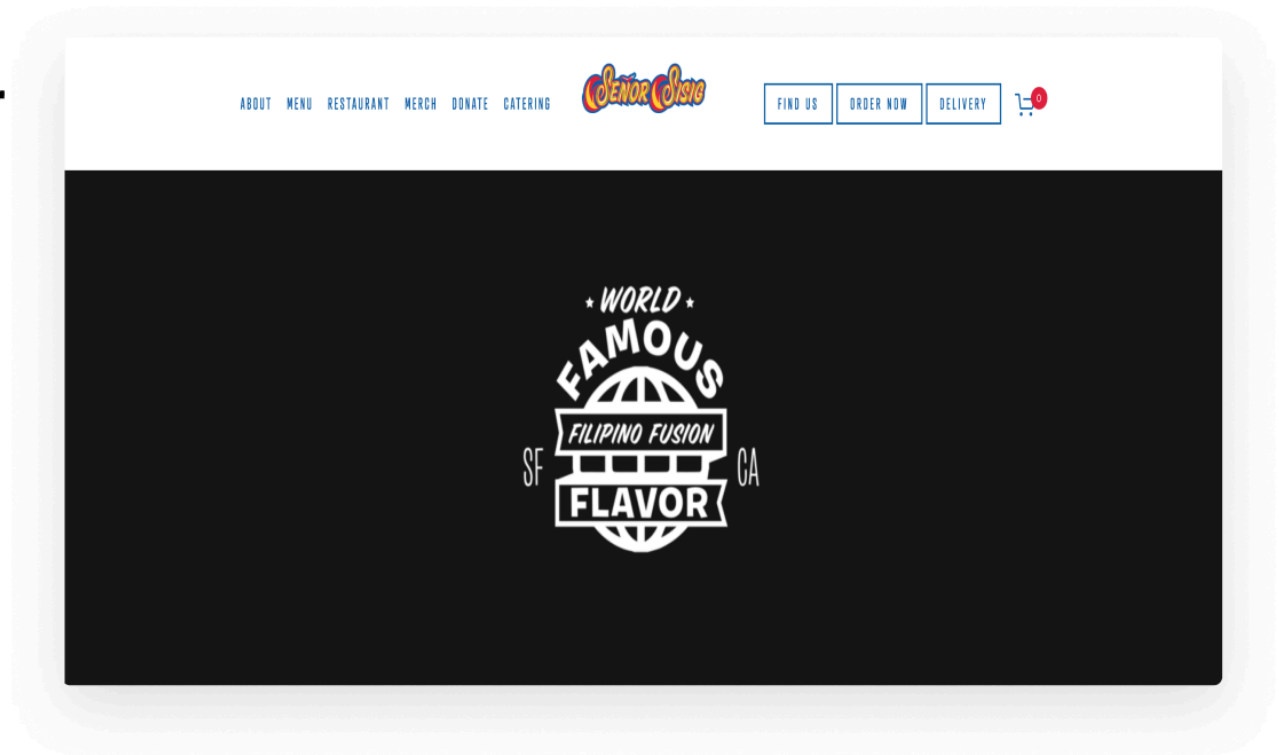 ABOUT MENU RESTAURANT MERCH DONATE CATERING SEÑOR SISIG FIND US ORDER NOW DELIVERY 0
WORLD
FAMOUS
FILIPINO FUSION
SF CA
FLAVOR